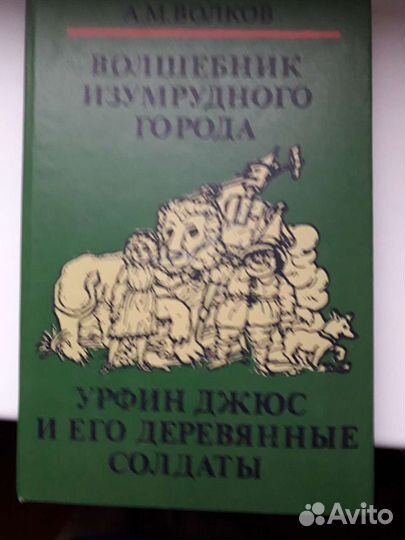 А.М.ВОЛКОВ
ВОЛШЕБНИК
ИЗУМРУДНОГО
ГОРОДА
УРФИН ДЖЮС
И ЕГО ДЕРЕВЯННЫЕ
СОЛДАТЫ
Avito